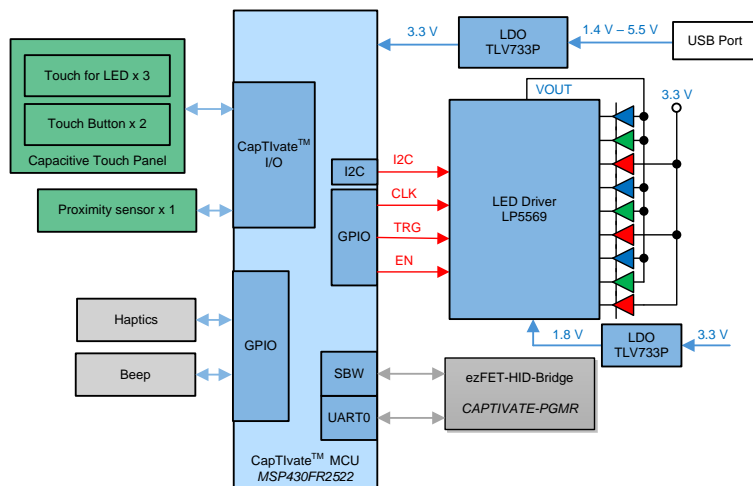 Touch for LED x 3
Touch Button x 2
Capacitive Touch Panel
Proximity sensor x 1
Haptics
Beep
CapTIvate™
I/O
GPIO
I2C
GPIO
SBW
UART0
CapTIvate™ MCU
MSP430FR2522
3.3 V
LDO
TLV733P
1.4 V – 5.5 V
USB Port
VOUT
3.3 V
I2C
CLK
TRG
EN
LED Driver
LP5569
1.8 V
LDO
TLV733P
3.3 V
ezFET-HID-Bridge
CAPTIVATE-PGMR